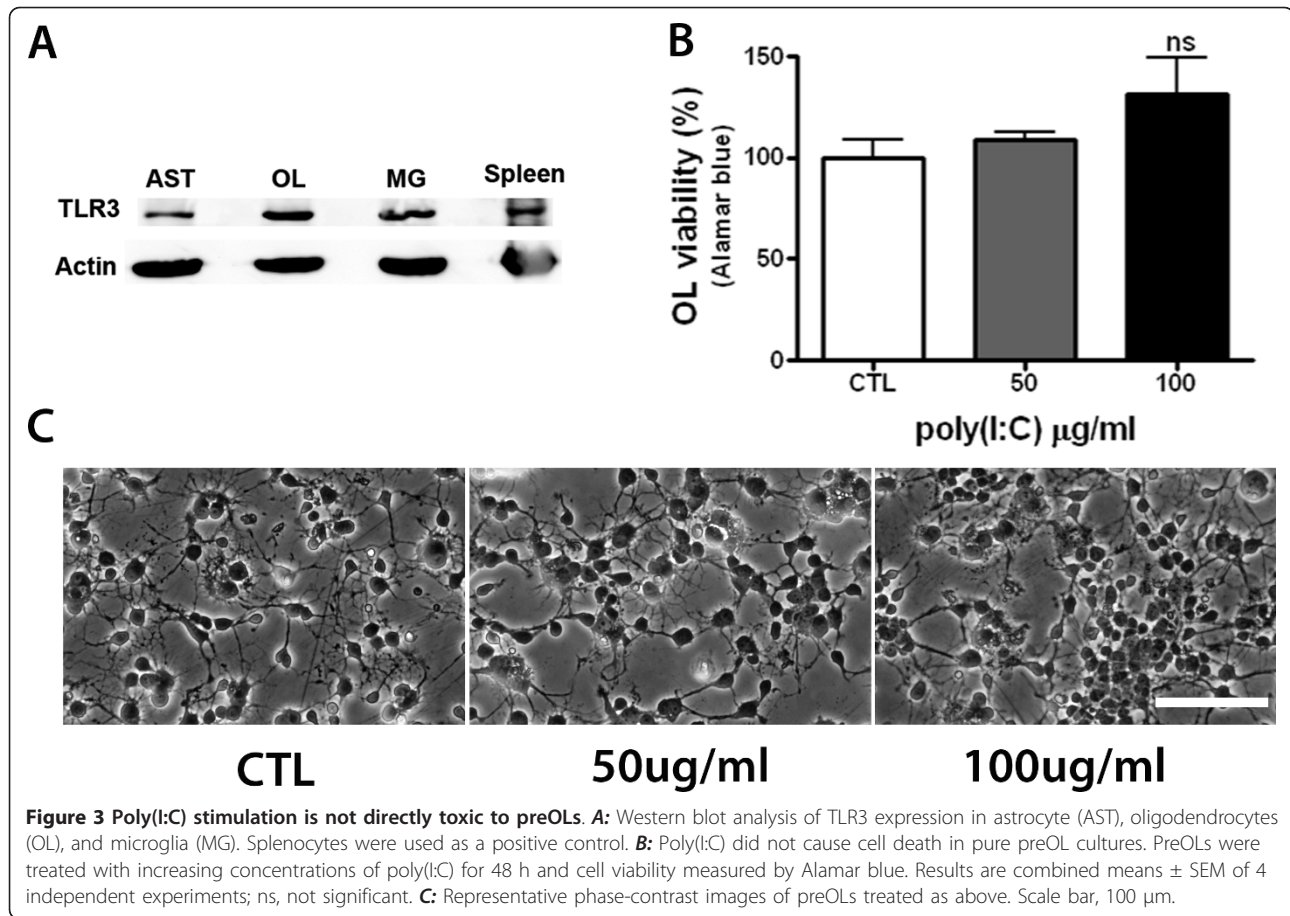 A
AST OL MG Spleen
TLR3
Actin
B
ns
150
100
50
0
OL viability (%)
(Alamar blue)
CTL 50 100
poly(I:C) μg/ml
C
CTL 50ug/ml 100ug/ml
Figure 3 Poly(I:C) stimulation is not directly toxic to preOLs. A: Western blot analysis of TLR3 expression in astrocyte (AST), oligodendrocytes
(OL), and microglia (MG). Splenocytes were used as a positive control. B: Poly(I:C) did not cause cell death in pure preOL cultures. PreOLs were
treated with increasing concentrations of poly(I:C) for 48 h and cell viability measured by Alamar blue. Results are combined means ± SEM of 4
independent experiments; ns, not significant. C: Representative phase-contrast images of preOLs treated as above. Scale bar, 100 μm.